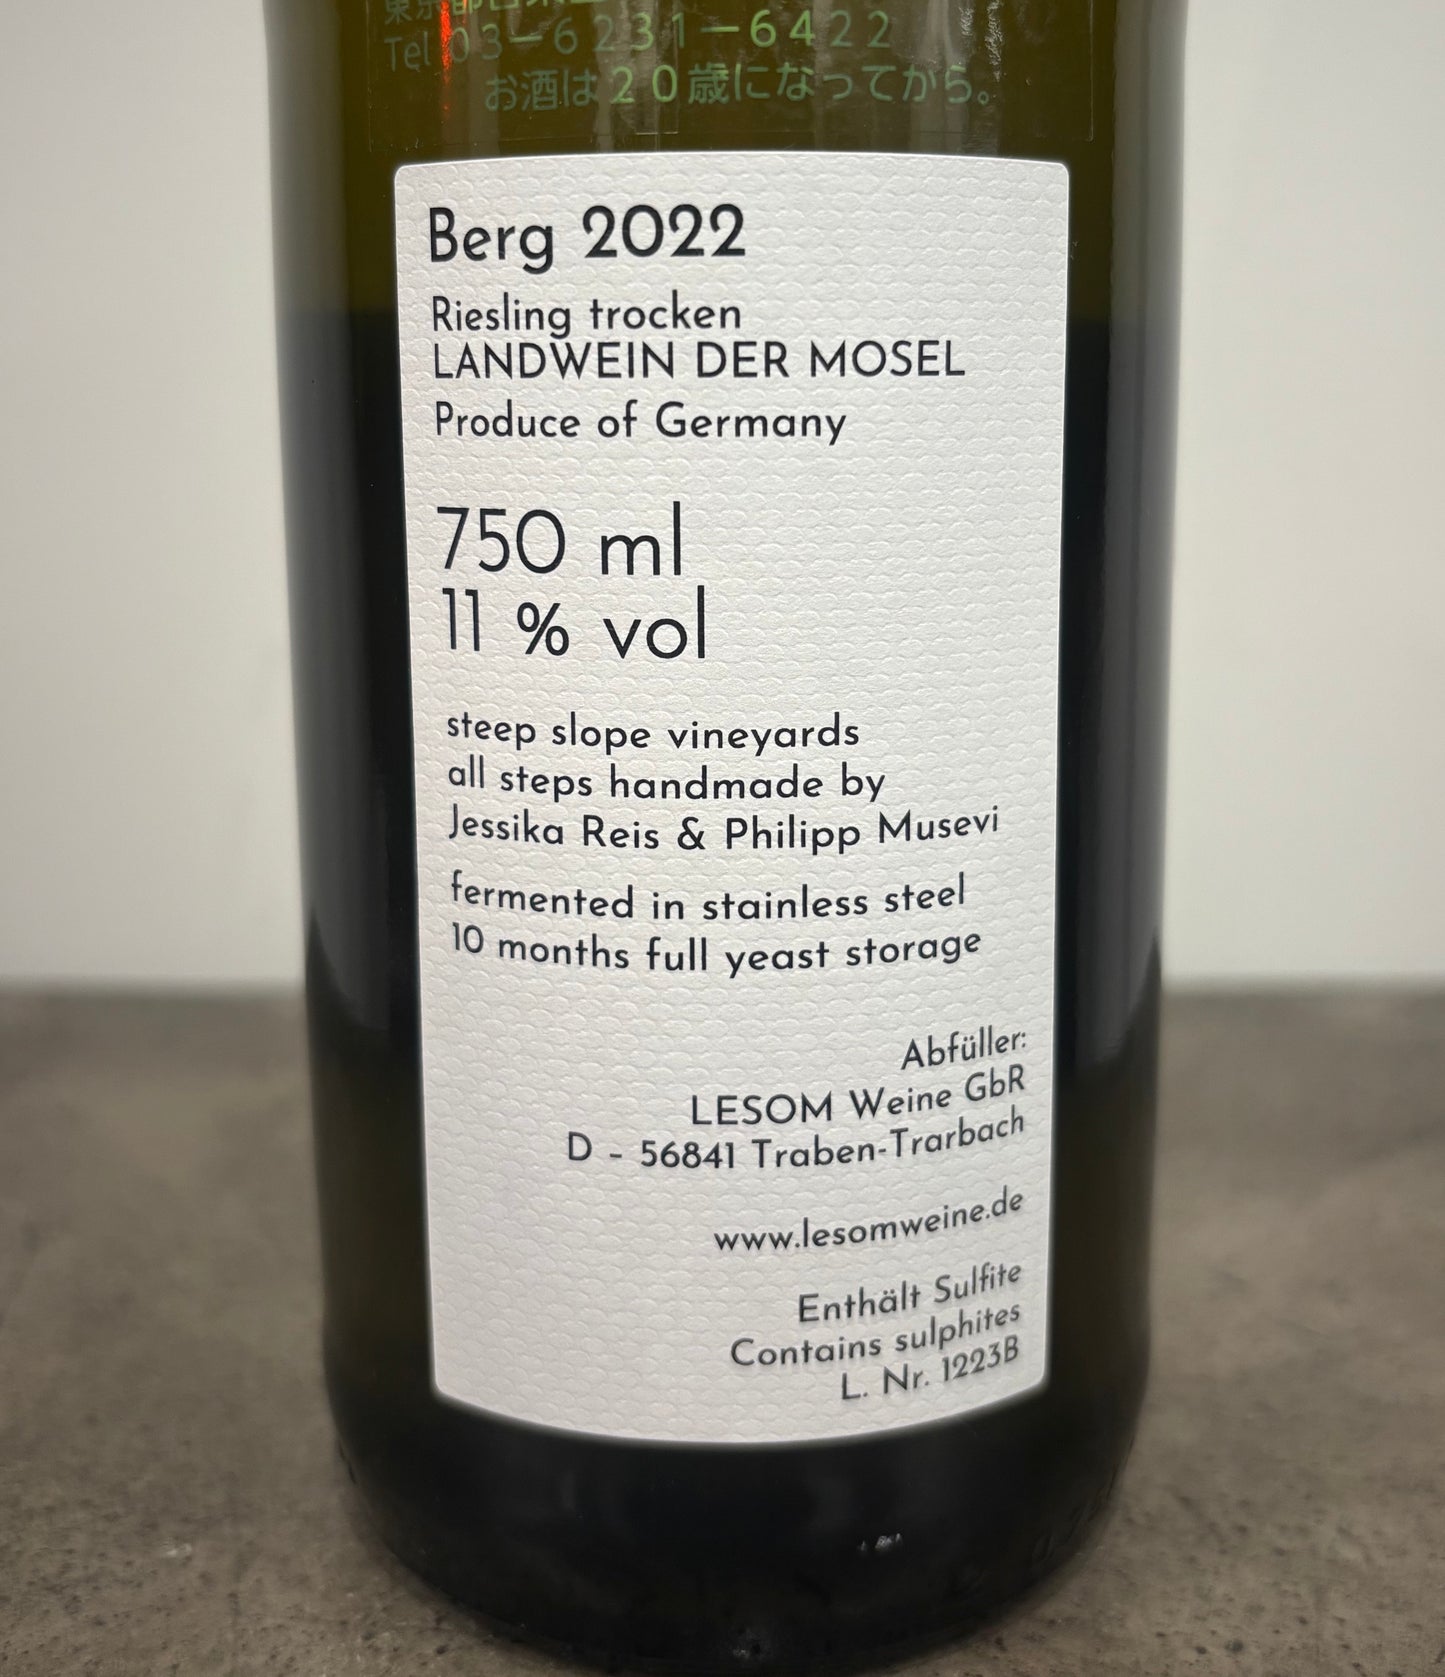 Tel 03-6231-6422
お酒は20歳になってから。
Berg 2022
Riesling trocken
LANDWEIN DER MOSEL
Produce of Germany
750 ml
11 % vol
steep slope vineyards
all steps handmade by
Jessika Reis & Philipp Musevi
fermented in stainless steel
10 months full yeast storage
Abfüller:
LESOM Weine GbR
D - 56841 Traben-Trarbach
www.lesomweine.de
Enthält Sulfite
Contains sulphites
L. Nr. 1223B